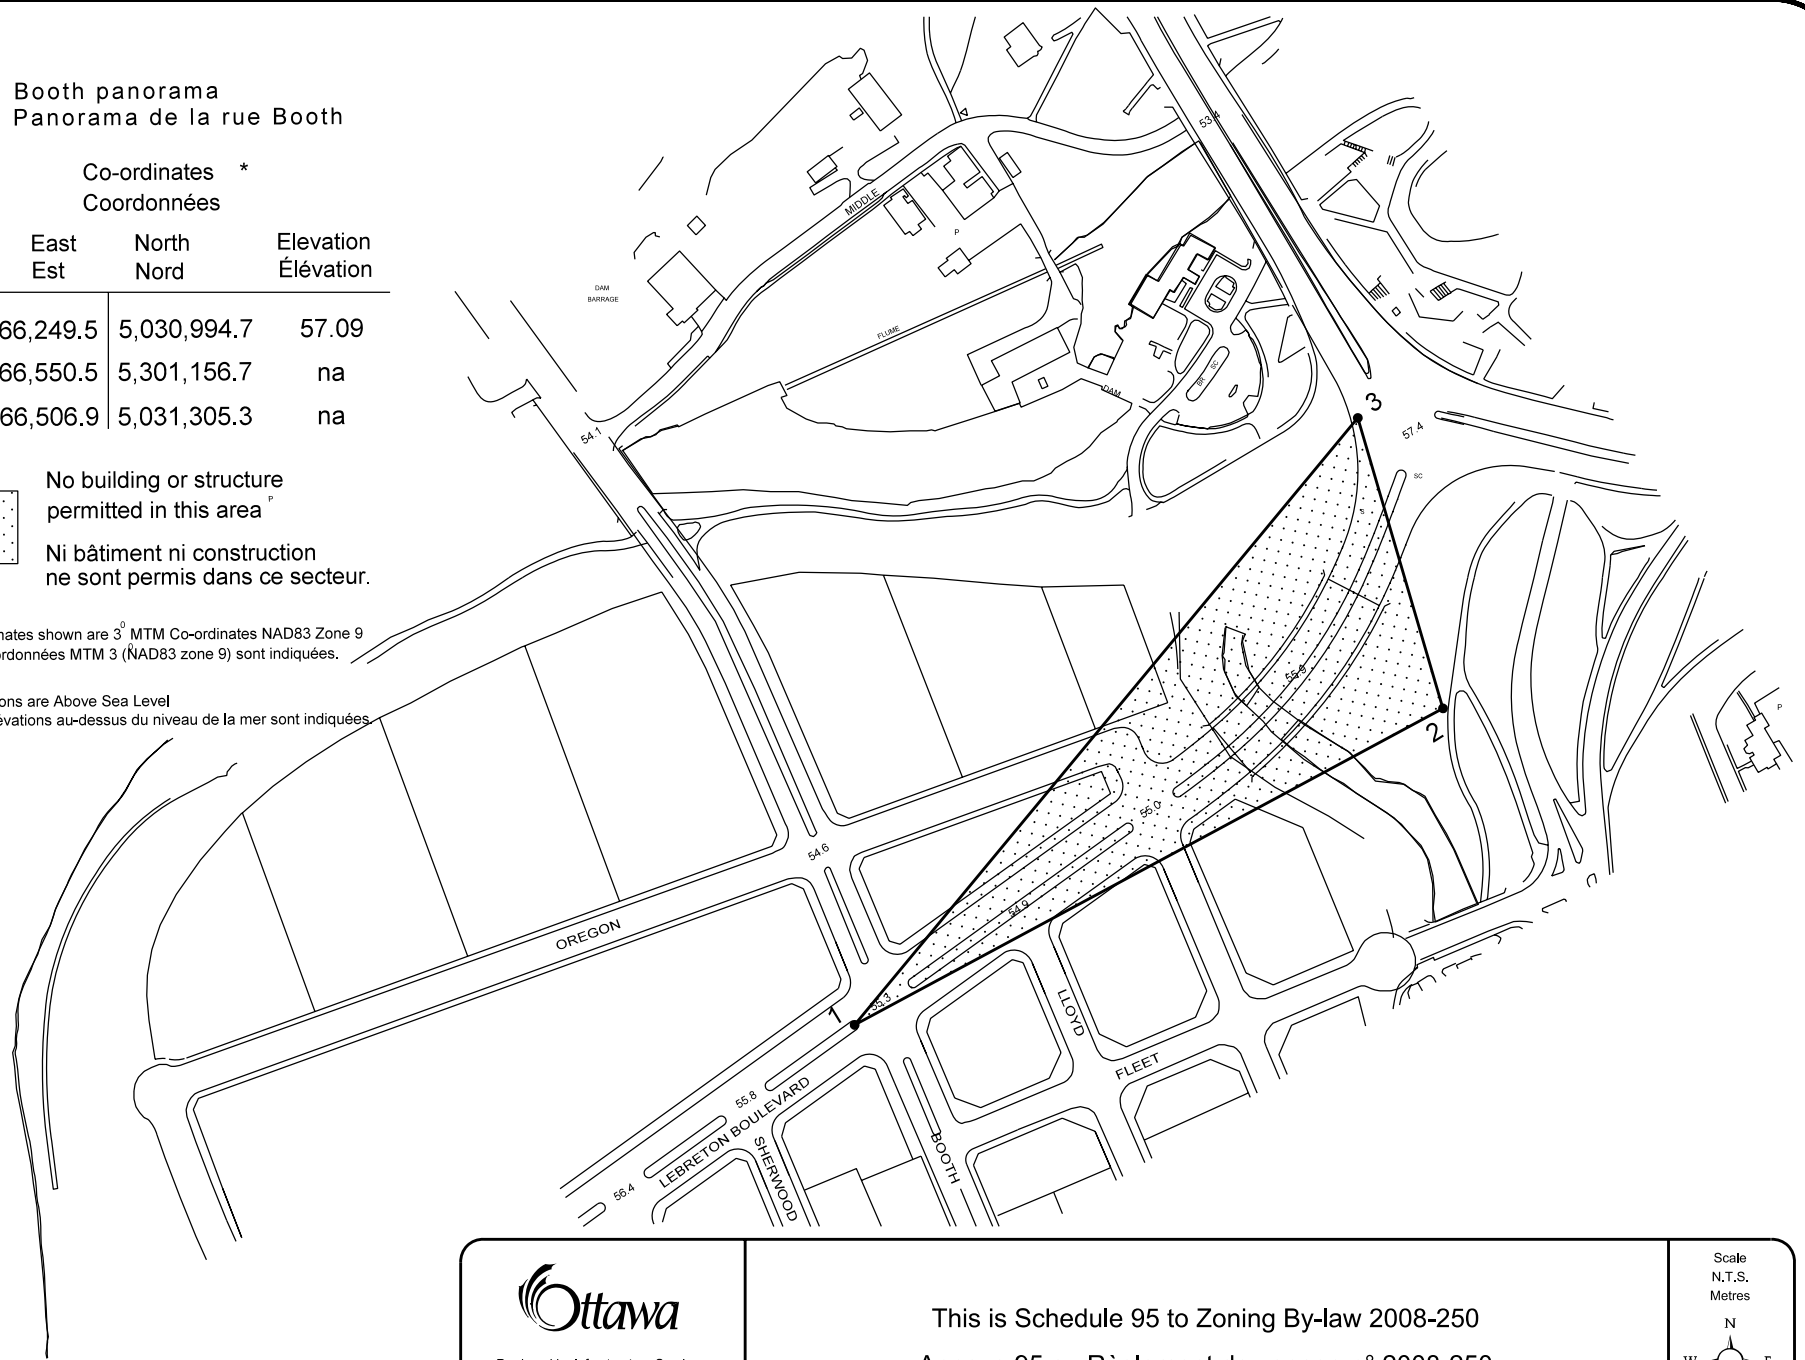 Booth panorama
Panorama de la rue Booth
Co-ordinates *
Coordonnées
East North Elevation
Est Nord Élévation
66,249.5 5,030,994.7 57.09
66,550.5 5,301,156.7 na
66,506.9 5,031,305.3 na
No building or structure
permitted in this area
P
Ni bâtiment ni construction
ne sont permis dans ce secteur.
nates shown are 3⁰ MTM Co-ordinates NAD83 Zone 9
ordonnées MTM 3 (NAD83 zone 9) sont indiquées.
ons are Above Sea Level
évations au-dessus du niveau de la mer sont indiquées.
53.4
MIDDLE
P
DAM
BARRAGE
FLUME
SC
BR
DAM
3
57.4
54.1
SC
S
55.9
P
2
55.0
54.6
54.9
OREGON
55.3
1
LLOYD
FLEET
55.8
LEBRETON BOULEVARD
SHERWOOD
BOOTH
56.4
Ottawa
This is Schedule 95 to Zoning By-law 2008-250
Scale
N.T.S.
Metres
N
W E